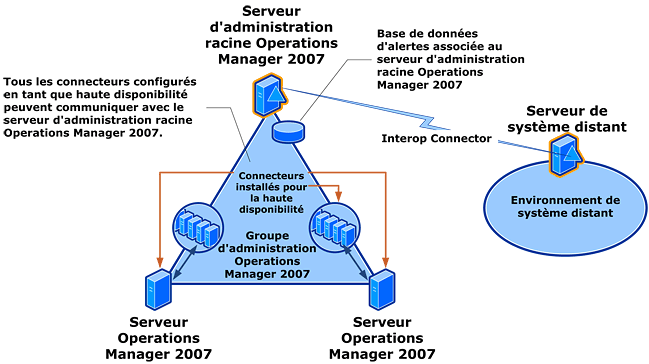 Serveur
d'administration
racine Operations
Manager 2007
Base de données
d'alertes associée au
serveur d'administration
racine Operations
Manager 2007
Tous les connecteurs configurés
en tant que haute disponibilité
peuvent communiquer avec le
serveur d'administration racine
Operations Manager 2007.
Serveur de
système distant
Interop Connector
Connecteurs
installés pour
la haute
disponibilité
Environnement de
système distant
Groupe
d'administration
Operations
Manager 2007
Serveur
Operations
Manager 2007
Serveur
Operations
Manager 2007